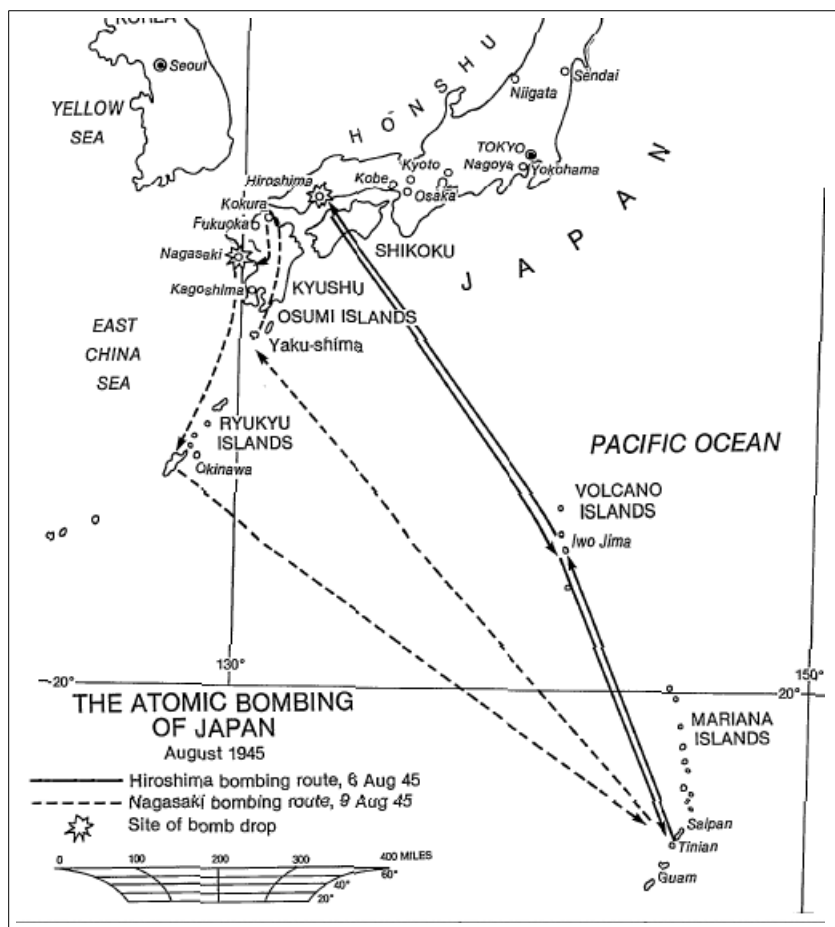 KOREA
Seoul
YELLOW
SEA
HONSHU
Niigata
Sendai
TOKYO
Nagoya
Yokohama
Kyoto
Kobe
Osaka
Hiroshima
Kokura
Fukuoka
Nagasaki
Kagoshima
SHIKOKU
KYUSHU
JAPAN
OSUMI ISLANDS
Yaku-shima
EAST
CHINA
SEA
RYUKYU
ISLANDS
Okinawa
PACIFIC OCEAN
VOLCANO
ISLANDS
Iwo Jima
20°
130°
150°
20°
MARIANA
ISLANDS
Saipan
Tinian
Guam
THE ATOMIC BOMBING
OF JAPAN
August 1945
Hiroshima bombing route, 6 Aug 45
Nagasaki bombing route, 9 Aug 45
Site of bomb drop
0 100 200 300 400 MILES
60°
40°
20°